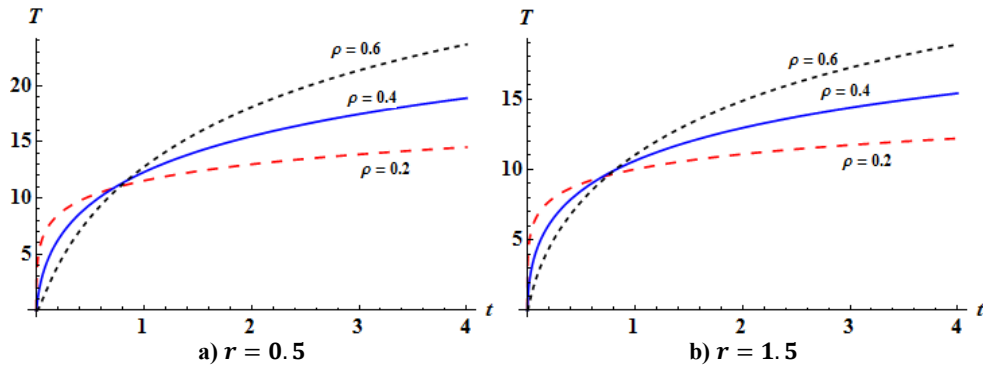 T
ρ = 0.6
20
ρ = 0.4
15
ρ = 0.2
10
5
1 2 3 4 t
a) r = 0.5
T
ρ = 0.6
15
ρ = 0.4
10
ρ = 0.2
5
1 2 3 4 t
b) r = 1.5